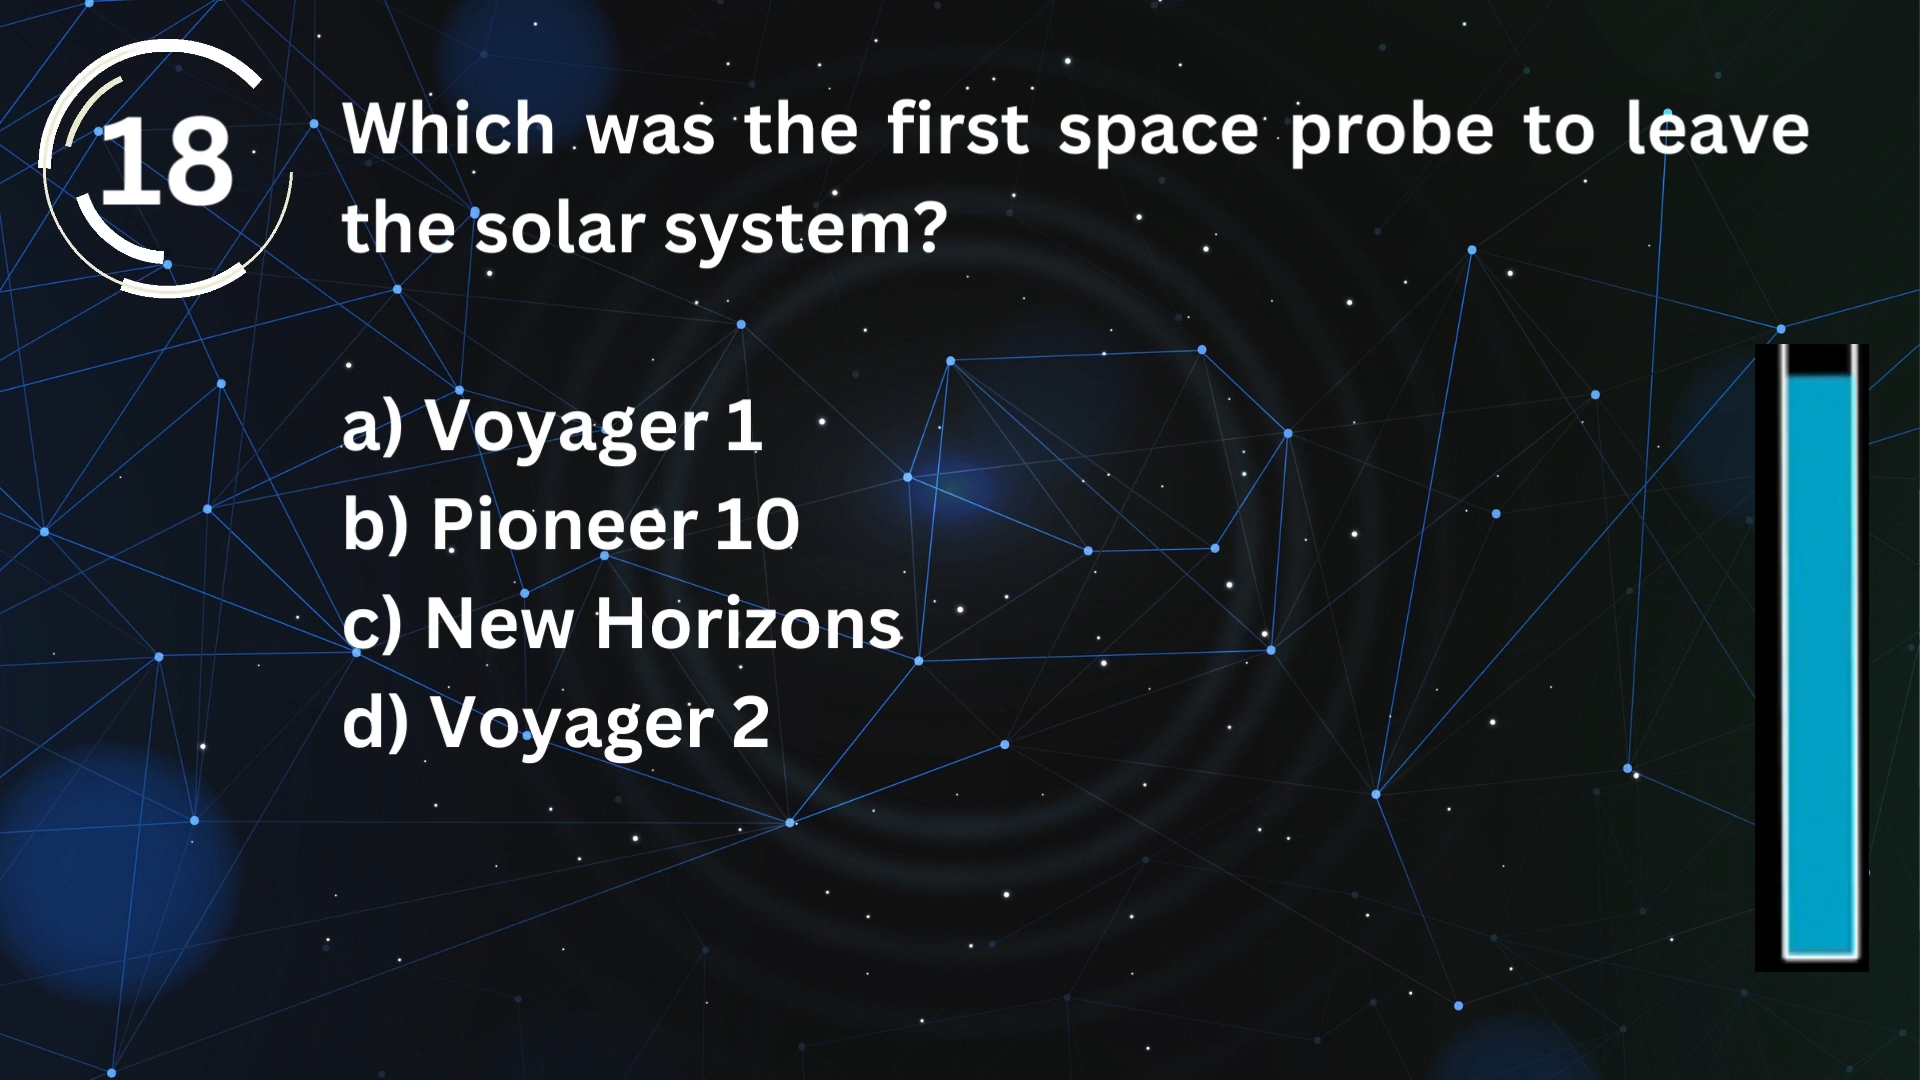 18
Which was the first space probe to leave
the solar system?
a) Voyager 1
b) Pioneer 10
c) New Horizons
d) Voyager 2